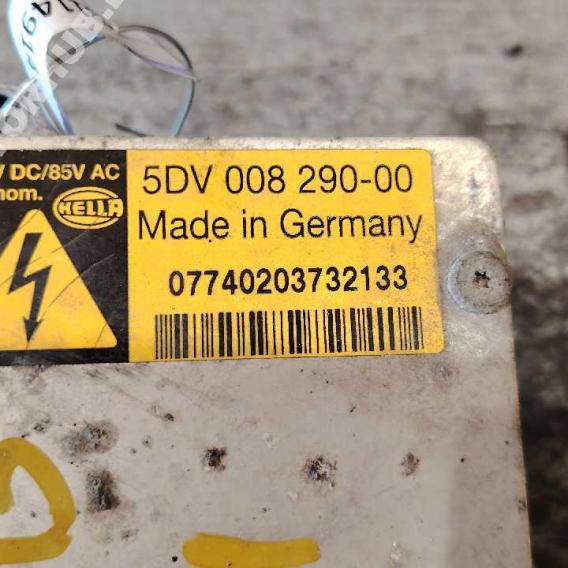 V DC/85V AC
nom.
HELLA
5DV 008 290-00
Made in Germany
07740203732133